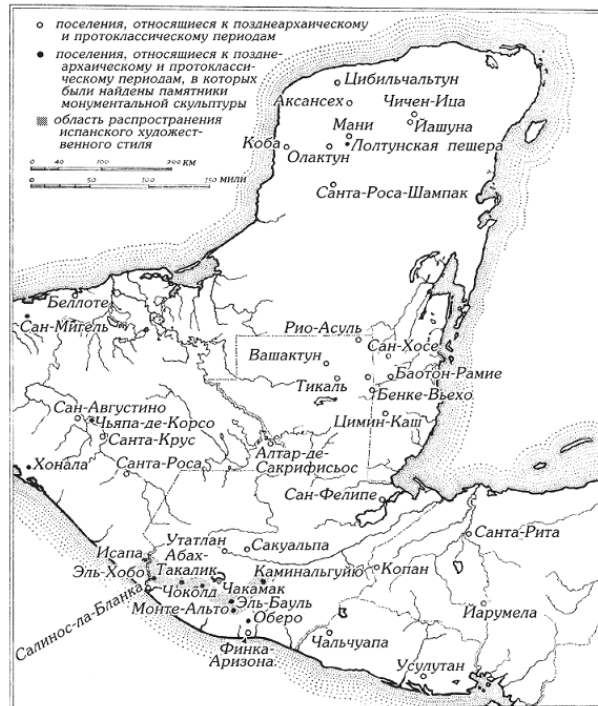 поселения, относящиеся к позднеархаическому
и протоклассическому периодам
поселения, относящиеся к поздне-
архаическому и протокласси-
ческому периодам, в которых
были найдены памятники
монументальной скульптуры
область распространения
испанского художест-
венного стиля
0 40 100 200 КМ
0 50 100 150 МИЛИ
Цибильчальтун
Аксансех
Чичен-Ица
Йашуна
Мани
Коба
Лолтунская пещера
Олактун
Санта-Роса-Шампак
Беллоте
Сан-Мигель
Рио-Асуль
Сан-Хосе
Вашактун
Баотон-Рамие
Тикаль
Бенке-Вьехо
Сан-Августино
Цимин-Каш
Чьяпа-де-Корсо
Санта-Крус
Алтар-де-
Сакрифисьос
Хонала
Санта-Роса
Сан-Фелипе
Санта-Рита
Утатлан
Сакуальпа
Исапа
Абах-
Такалик
Каминальгуйю
Копан
Эль-Хобо
Чоколд
Чакамак
Йарумела
Эль-Бауль
Монте-Альто
Оберо
Салинос-ла-Бланка
Чальчуапа
Финка-
Аризона
Усулутан